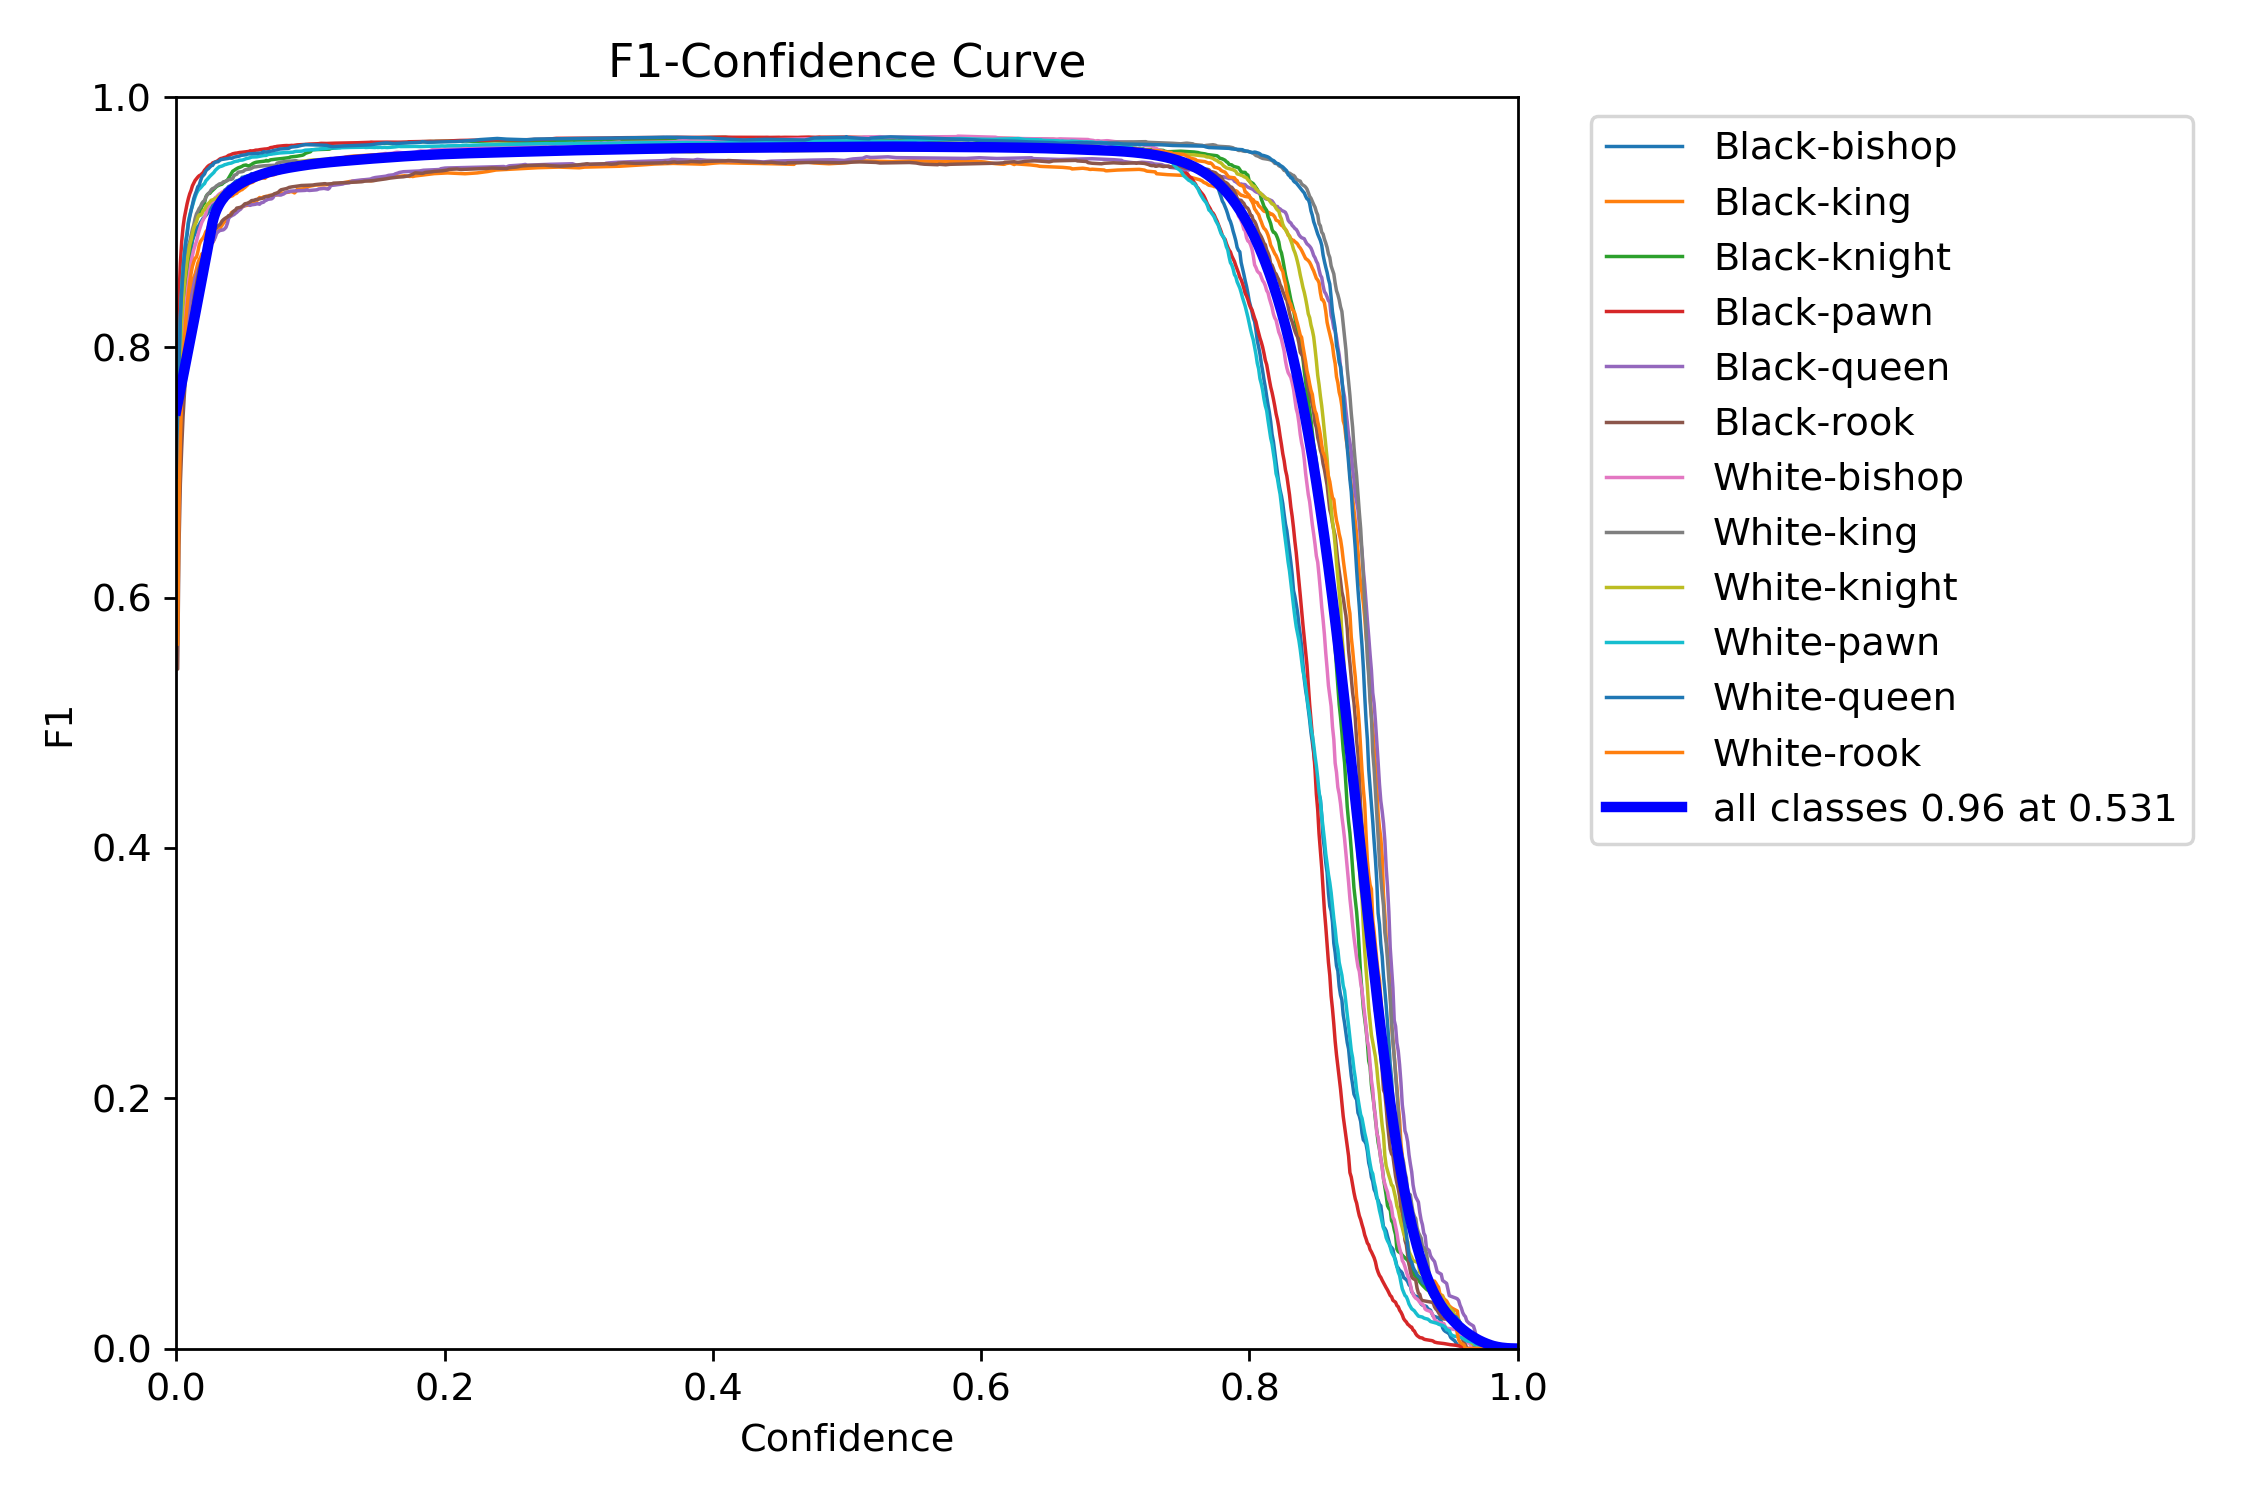 F1-Confidence Curve
1.0
0.8
0.6
0.4
0.2
0.0
F1
0.0 0.2 0.4 0.6 0.8 1.0
Confidence
Black-bishop
Black-king
Black-knight
Black-pawn
Black-queen
Black-rook
White-bishop
White-king
White-knight
White-pawn
White-queen
White-rook
all classes 0.96 at 0.531